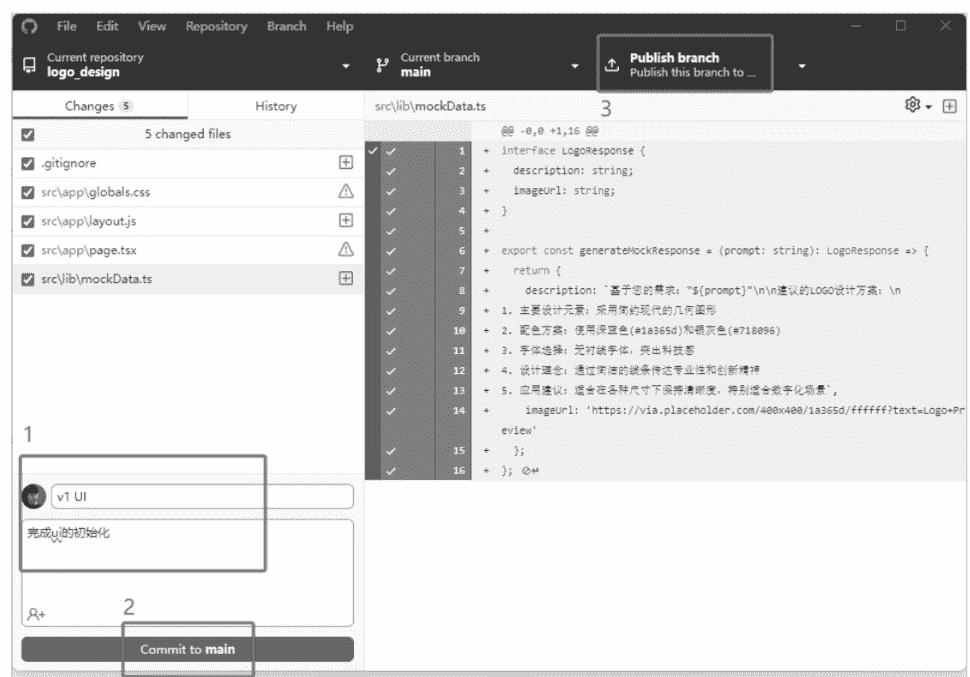 File Edit View Repository Branch Help
Current repository
logo_design
Current branch
main
Publish branch
Publish this branch to ...
Changes 5
History
src\lib\mockData.ts
3
5 changed files
@@ -0,0 +1,16 @@
.gitignore
src\app\globals.css
src\app\layout.js
src\app\page.tsx
src\lib\mockData.ts
1 + interface LogoResponse {
2 + description: string;
3 + imageUrl: string;
4 + }
5 +
6 + export const generateMockResponse = (prompt: string): LogoResponse => {
7 + return {
8 + description: `基于您的需求："${prompt}"\n\n建议的LOGO设计方案：\n
9 + 1. 主要设计元素：采用简约现代的几何图形
10 + 2. 配色方案：使用深蓝色(#1a365d)和银灰色(#718096)
11 + 3. 字体选择：无衬线字体，突出科技感
12 + 4. 设计理念：通过简洁的线条传达专业性和创新精神
13 + 5. 应用建议：适合在各种尺寸下保持清晰度，特别适合数字化场景`,
14 + imageUrl: 'https://via.placeholder.com/400x400/1a365d/ffffff?text=Logo+Pr
eview'
15 + };
16 + };
1
v1 UI
完成ui的初始化
2
Commit to main